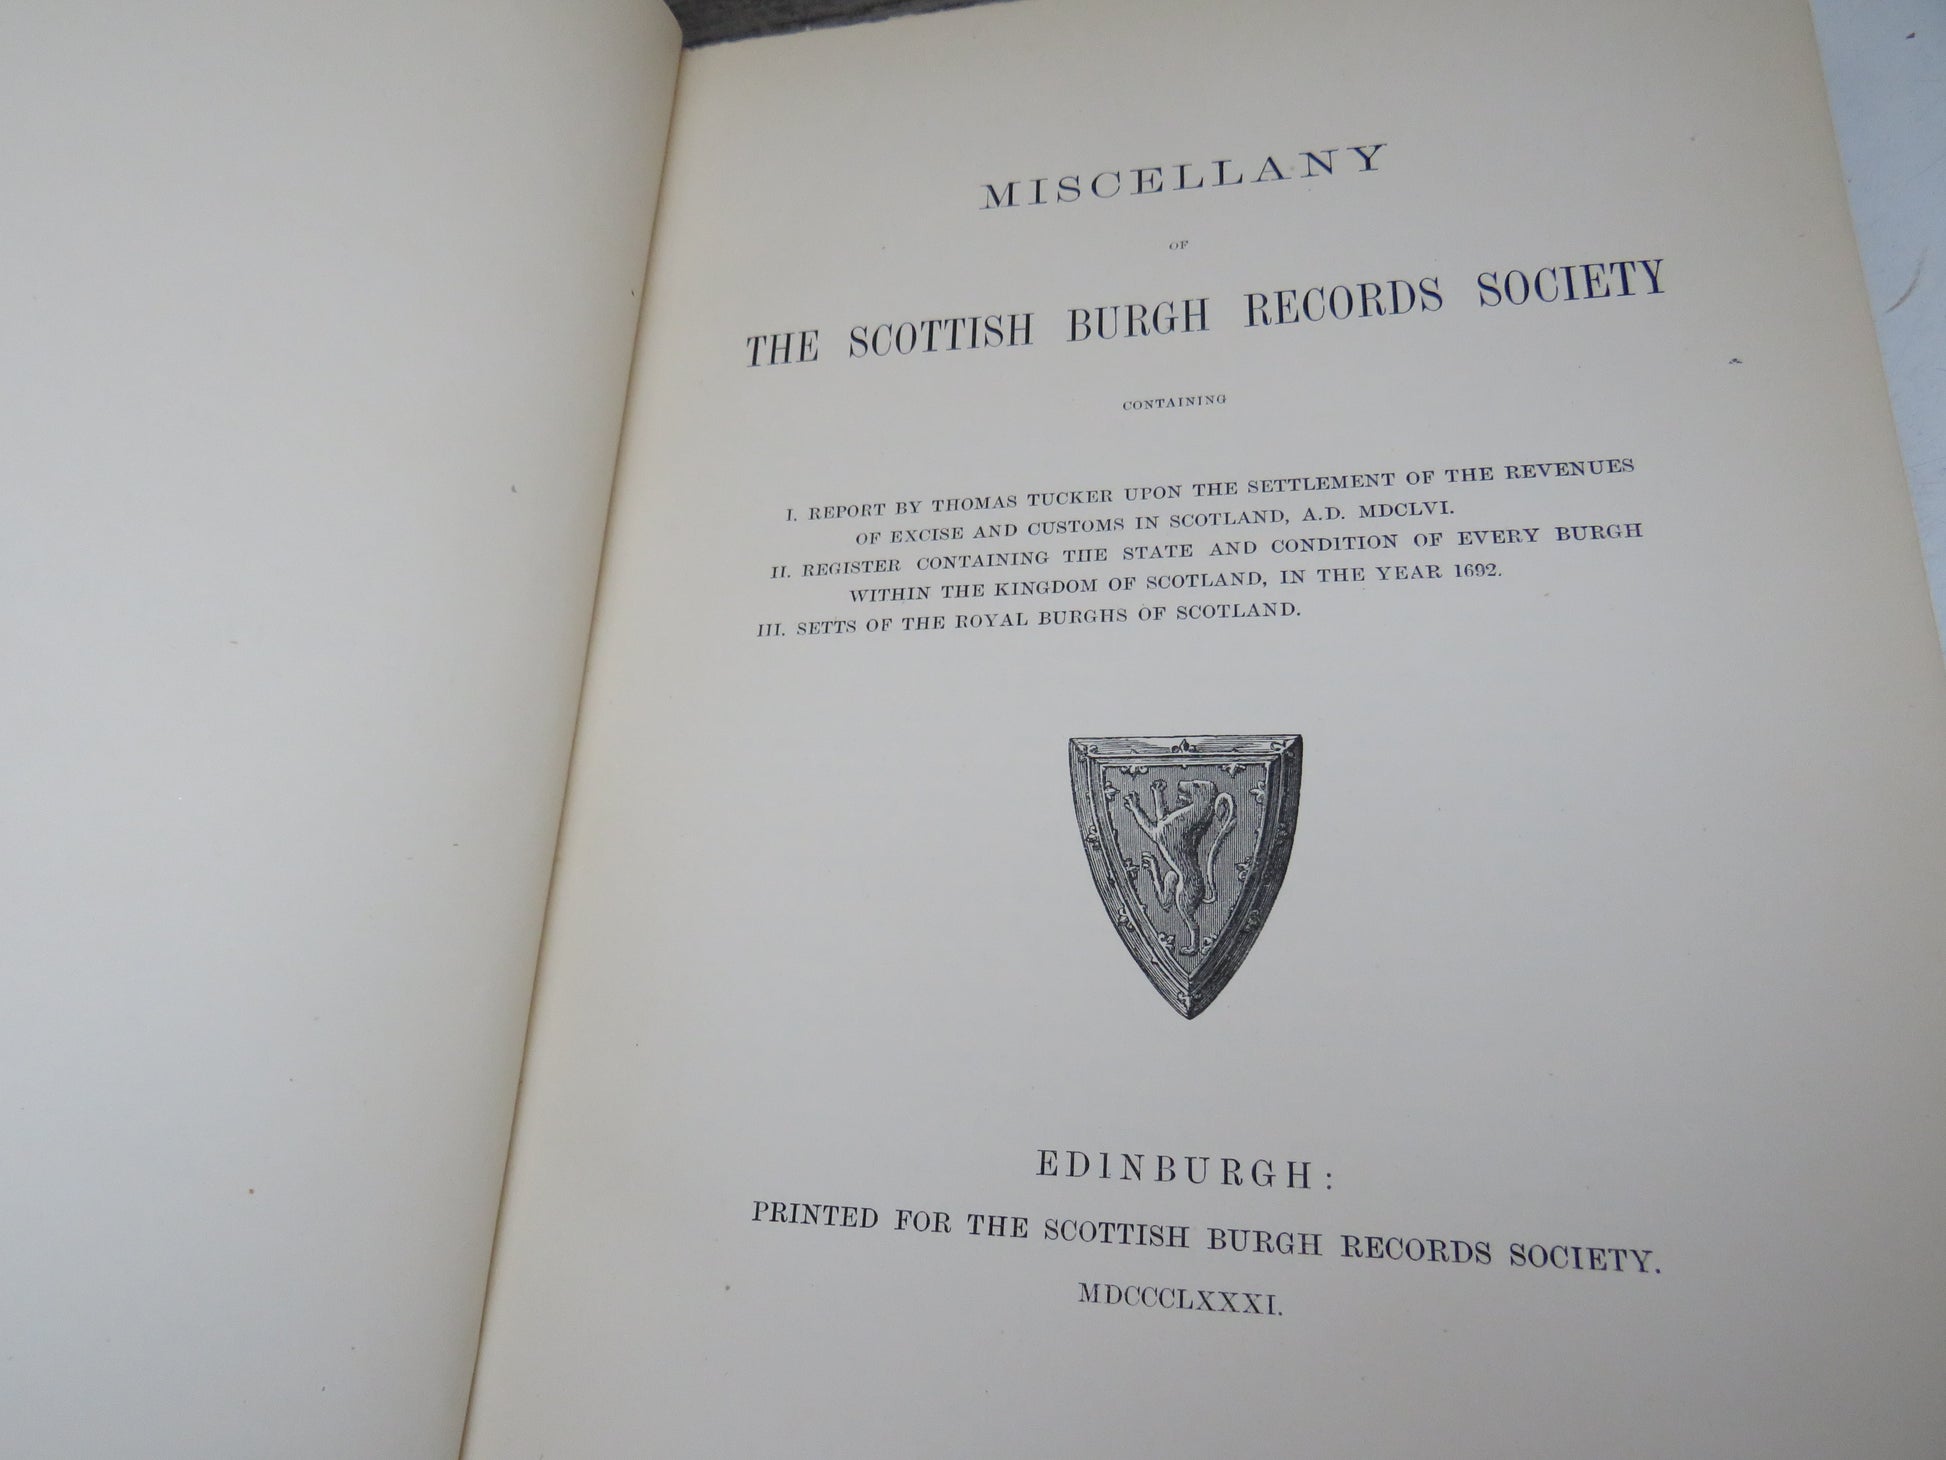 MISCELLANY
OF
THE SCOTTISH BURGH RECORDS SOCIETY
CONTAINING
I. REPORT BY THOMAS TUCKER UPON THE SETTLEMENT OF THE REVENUES
OF EXCISE AND CUSTOMS IN SCOTLAND, A.D. MDCLVI.
II. REGISTER CONTAINING THE STATE AND CONDITION OF EVERY BURGH
WITHIN THE KINGDOM OF SCOTLAND, IN THE YEAR 1692.
III. SETTS OF THE ROYAL BURGHS OF SCOTLAND.
EDINBURGH:
PRINTED FOR THE SCOTTISH BURGH RECORDS SOCIETY.
MDCCCLXXXI.